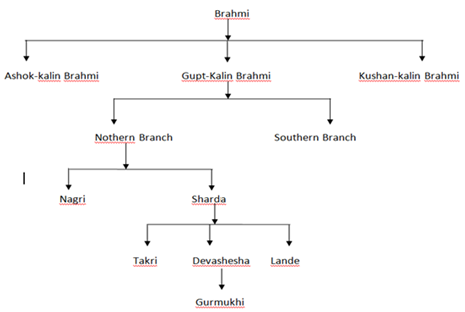 Brahmi
Ashok-kalin Brahmi Gupt-Kalin Brahmi Kushan-kalin Brahmi
Nothern Branch Southern Branch
Nagri Sharda
Takri Devashesha Lande
Gurmukhi